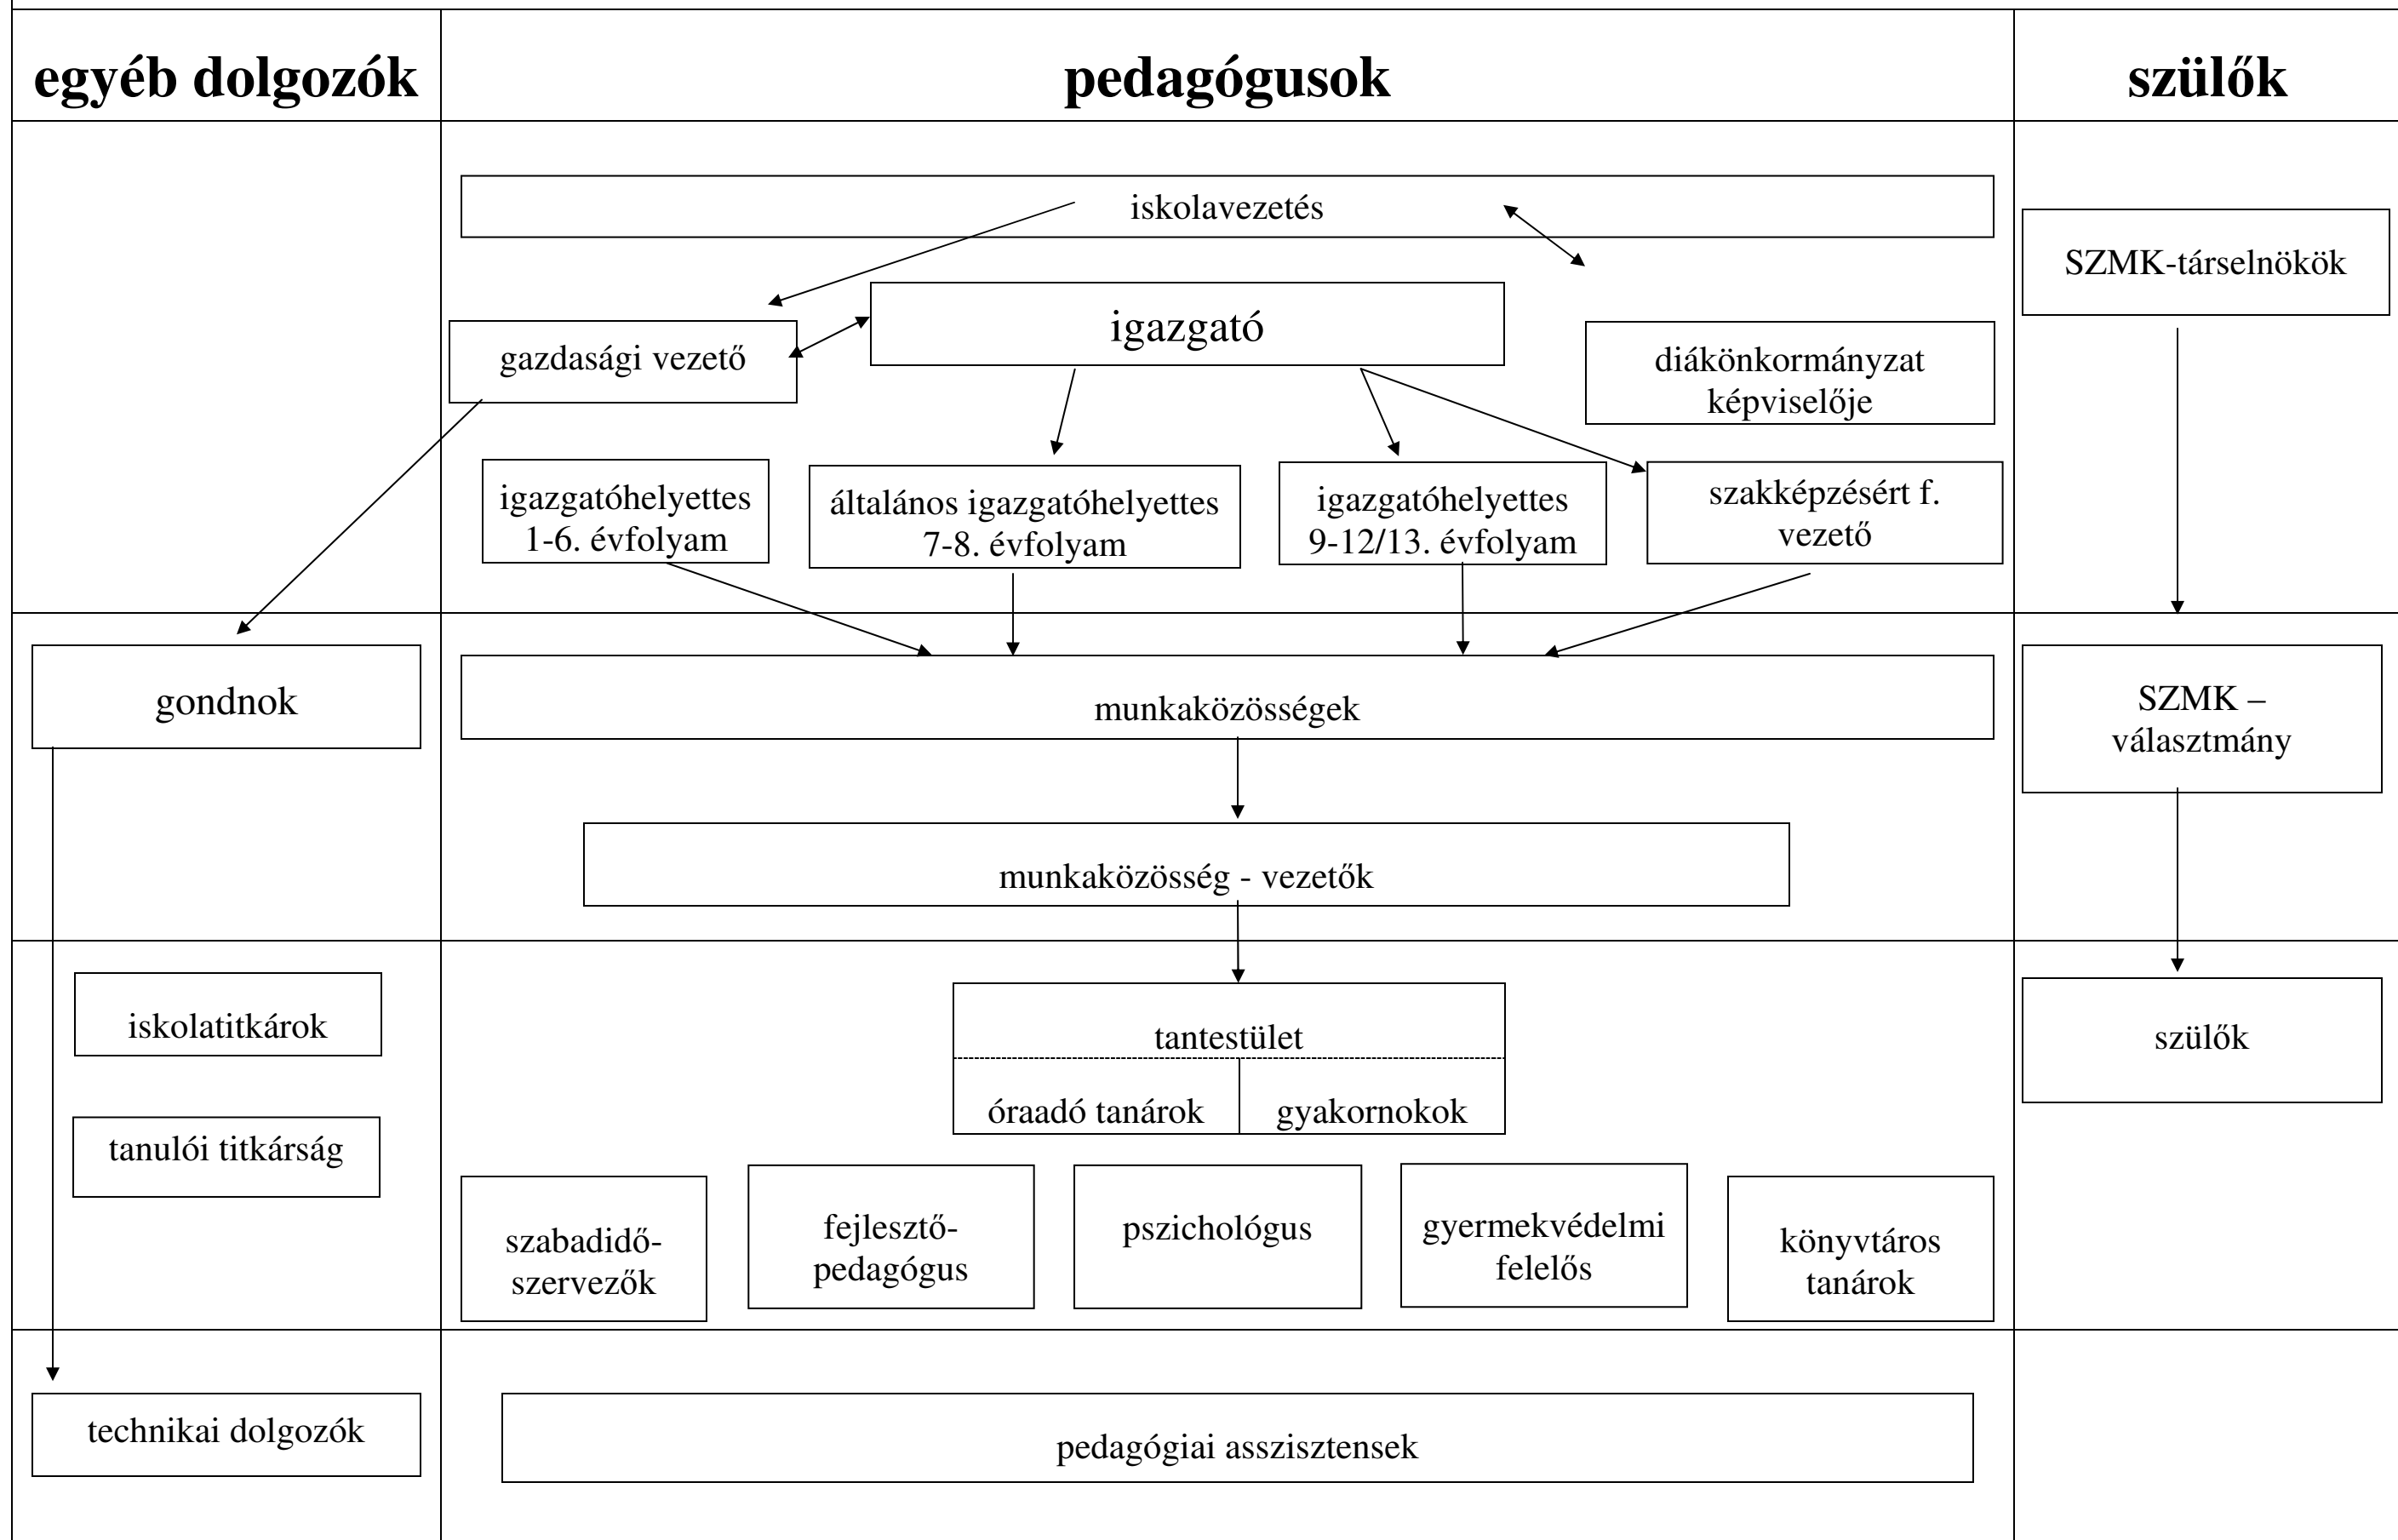 egyéb dolgozók
pedagógusok
szülők
iskolavezetés
SZMK-társelnökök
igazgató
gazdasági vezető
diákönkormányzat
képviselője
igazgatóhelyettes
1-6. évfolyam
általános igazgatóhelyettes
7-8. évfolyam
igazgatóhelyettes
9-12/13. évfolyam
szakképzésért f.
vezető
gondnok
munkaközösségek
SZMK –
választmány
munkaközösség - vezetők
iskolatitkárok
tantestület
szülők
óraadó tanárok
gyakornokok
tanulói titkárság
szabadidő-
szervezők
fejlesztő-
pedagógus
pszichológus
gyermekvédelmi
felelős
könyvtáros
tanárok
technikai dolgozók
pedagógiai asszisztensek